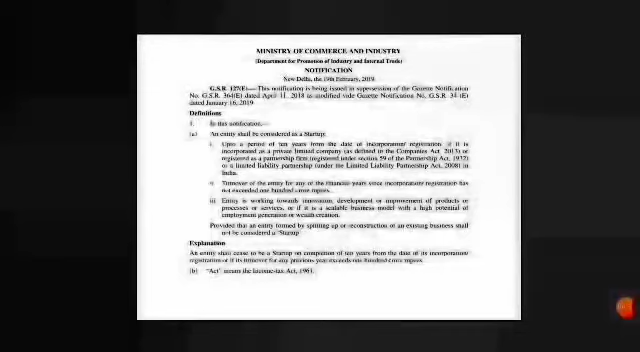 MINISTRY OF COMMERCE AND INDUSTRY
(Department for Promotion of Industry and Internal Trade)
NOTIFICATION
New Delhi, the 19th February, 2019
G.S.R. 127(E).—This notification is being issued in supersession of the Gazette Notification
No. G.S.R. 364(E) dated April 11, 2018 as modified vide Gazette Notification No. G.S.R. 34 (E)
dated January 16, 2019
Definitions
1. In this notification,—
(a) An entity shall be considered as a Startup:
i. Upto a period of ten years from the date of incorporation/ registration, if it is
incorporated as a private limited company (as defined in the Companies Act, 2013) or
registered as a partnership firm (registered under section 59 of the Partnership Act, 1932)
or a limited liability partnership (under the Limited Liability Partnership Act, 2008) in
India.
ii. Turnover of the entity for any of the financial years since incorporation/ registration has
not exceeded one hundred crore rupees.
iii. Entity is working towards innovation, development or improvement of products or
processes or services, or if it is a scalable business model with a high potential of
employment generation or wealth creation.
Provided that an entity formed by splitting up or reconstruction of an existing business shall
not be considered a 'Startup'
Explanation
An entity shall cease to be a Startup on completion of ten years from the date of its incorporation/
registration or if its turnover for any previous year exceeds one hundred crore rupees.
(b) "Act" means the Income-tax Act, 1961.